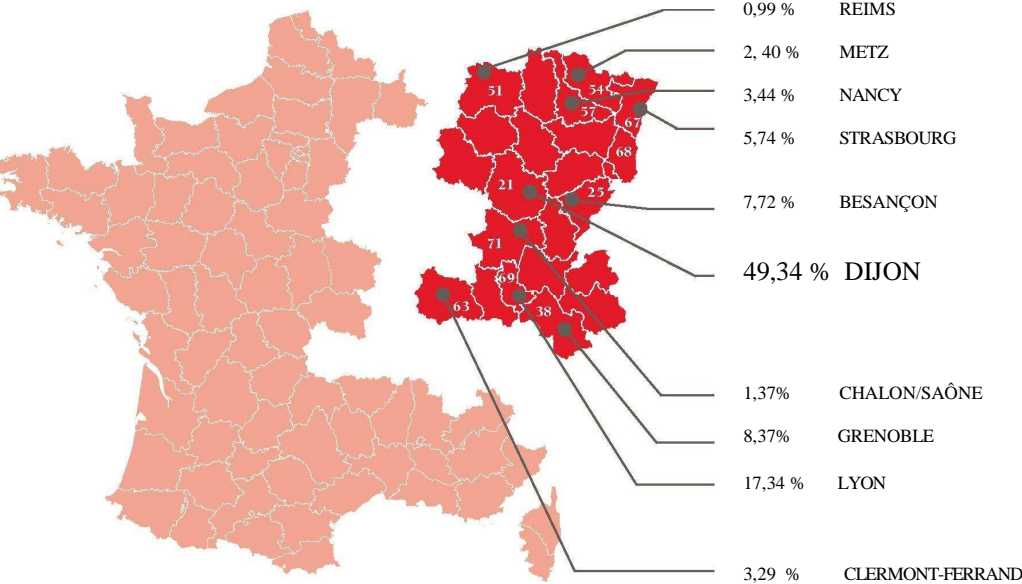 0,99 % REIMS
2, 40 % METZ
3,44 % NANCY
5,74 % STRASBOURG
7,72 % BESANÇON
49,34 % DIJON
1,37% CHALON/SAÔNE
8,37% GRENOBLE
17,34 % LYON
3,29 % CLERMONT-FERRAND
51
54
57
67
68
21
25
71
69
63
38